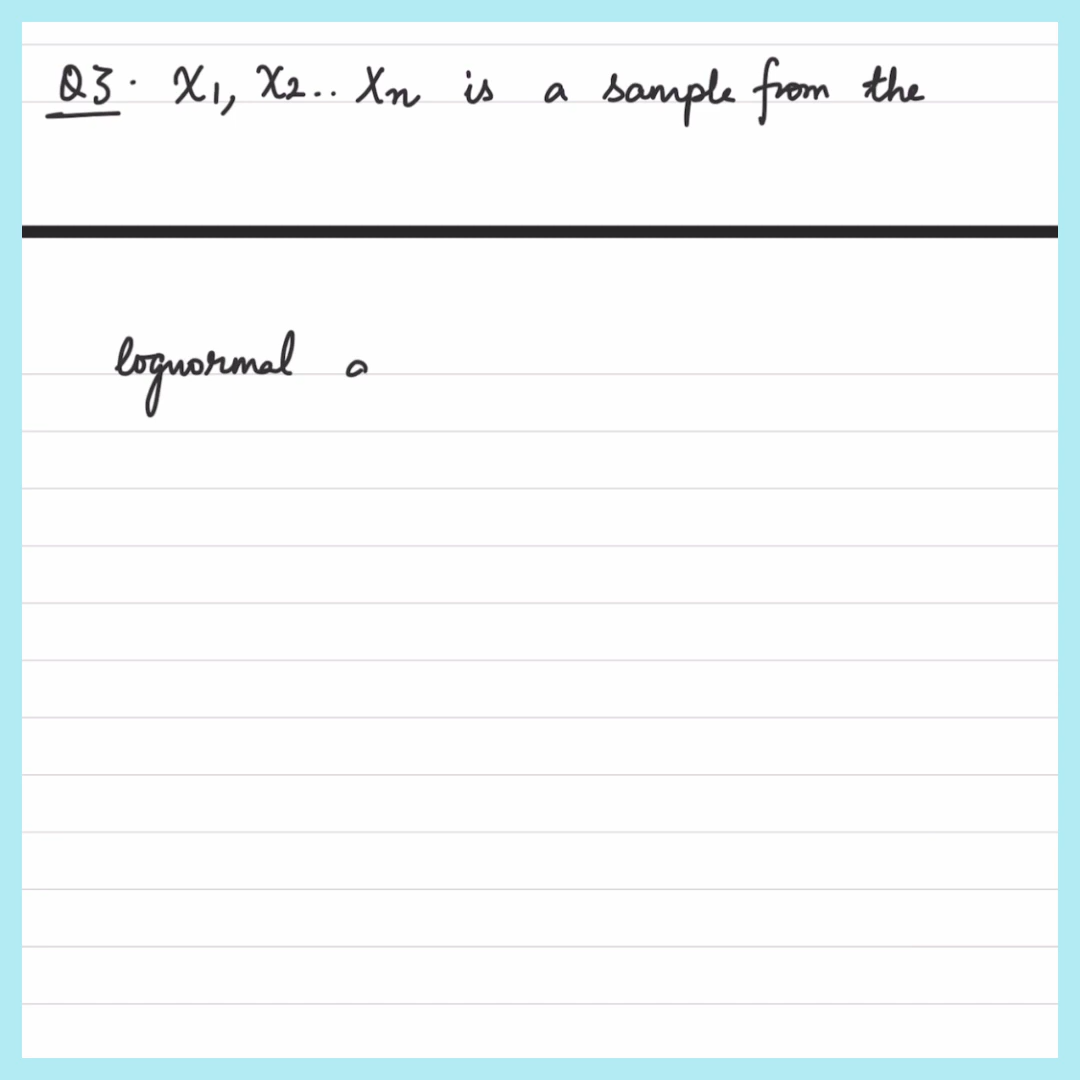 Q3. X1, X2.. Xn is a sample from the
lognormal